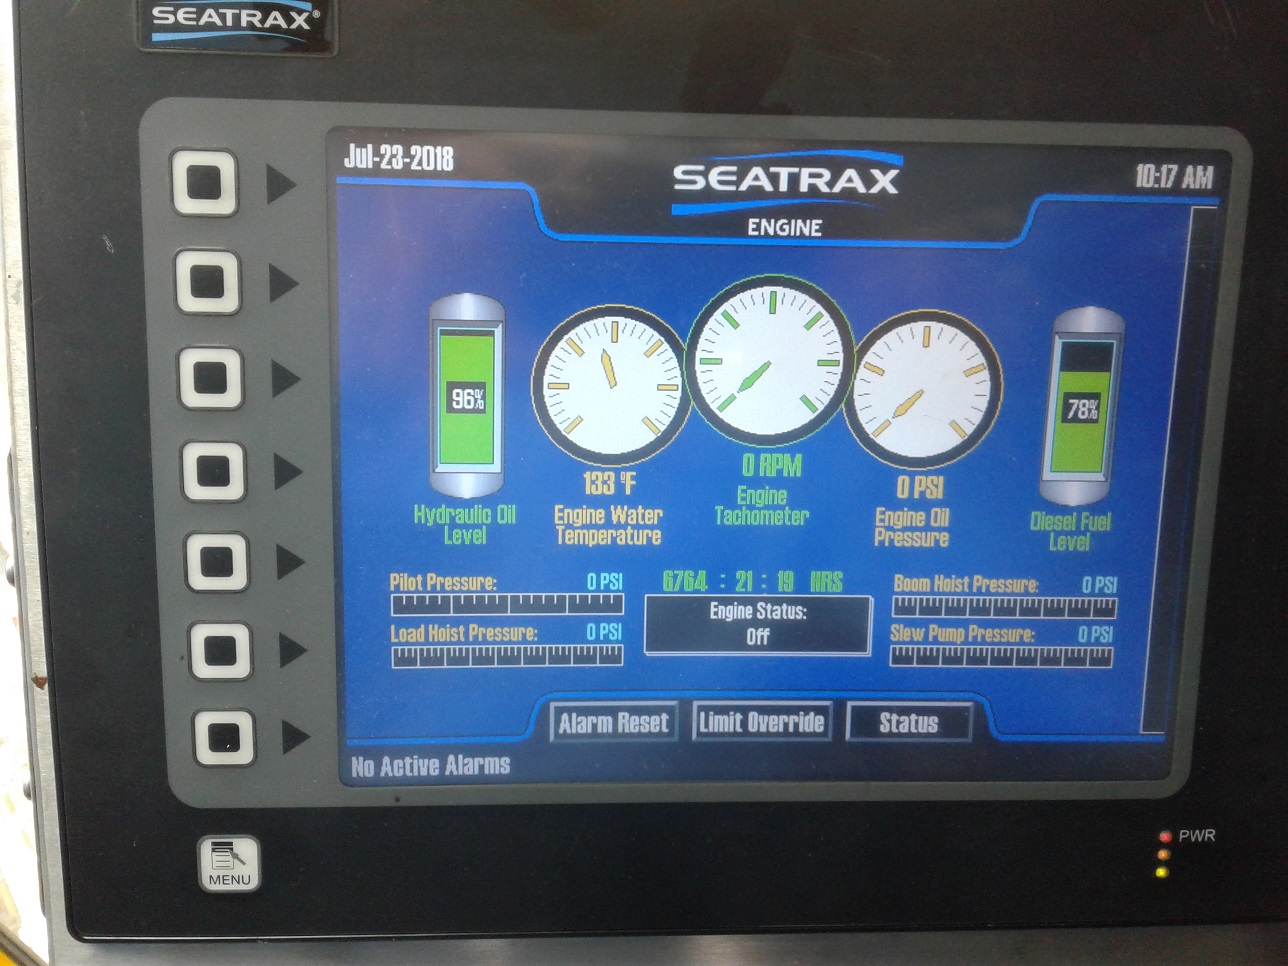 SEATRAX®
Jul-23-2018
SEATRAX
10:17 AM
ENGINE
96%
78%
133 °F
0 RPM
0 PSI
Hydraulic Oil
Level
Engine Water
Temperature
Engine
Tachometer
Engine Oil
Pressure
Diesel Fuel
Level
Pilot Pressure: 0 PSI
Load Hoist Pressure: 0 PSI
6764 : 21 : 19 HRS
Engine Status:
Off
Boom Hoist Pressure: 0 PSI
Slew Pump Pressure: 0 PSI
Alarm Reset
Limit Override
Status
No Active Alarms
MENU
PWR